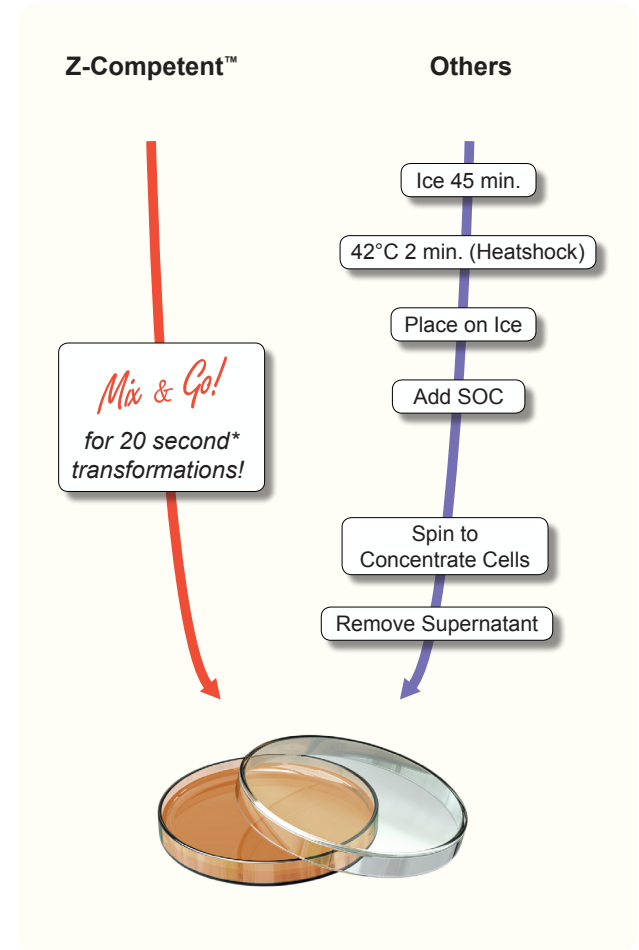 Z-Competent™
Others
Ice 45 min.
42°C 2 min. (Heatshock)
Place on Ice
Mix & Go!
for 20 second*
transformations!
Add SOC
Spin to
Concentrate Cells
Remove Supernatant